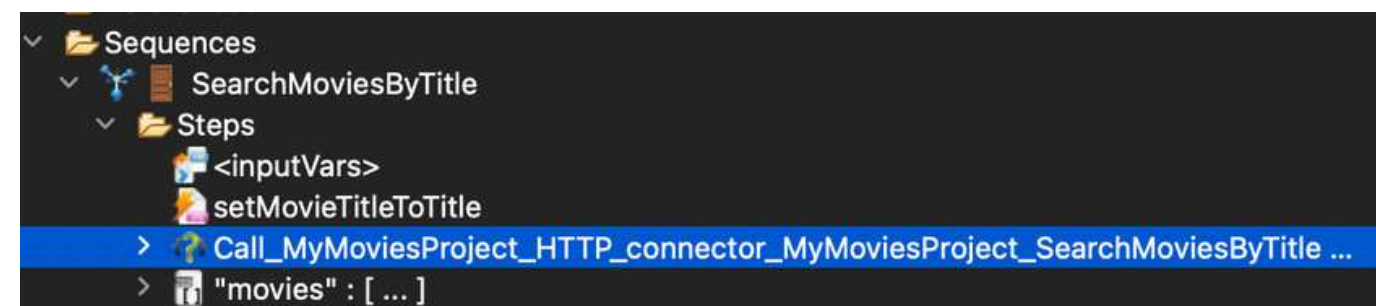 Sequences
SearchMoviesByTitle
Steps
<inputVars>
setMovieTitleToTitle
Call_MyMoviesProject_HTTP_connector_MyMoviesProject_SearchMoviesByTitle ...
"movies" : [ ... ]